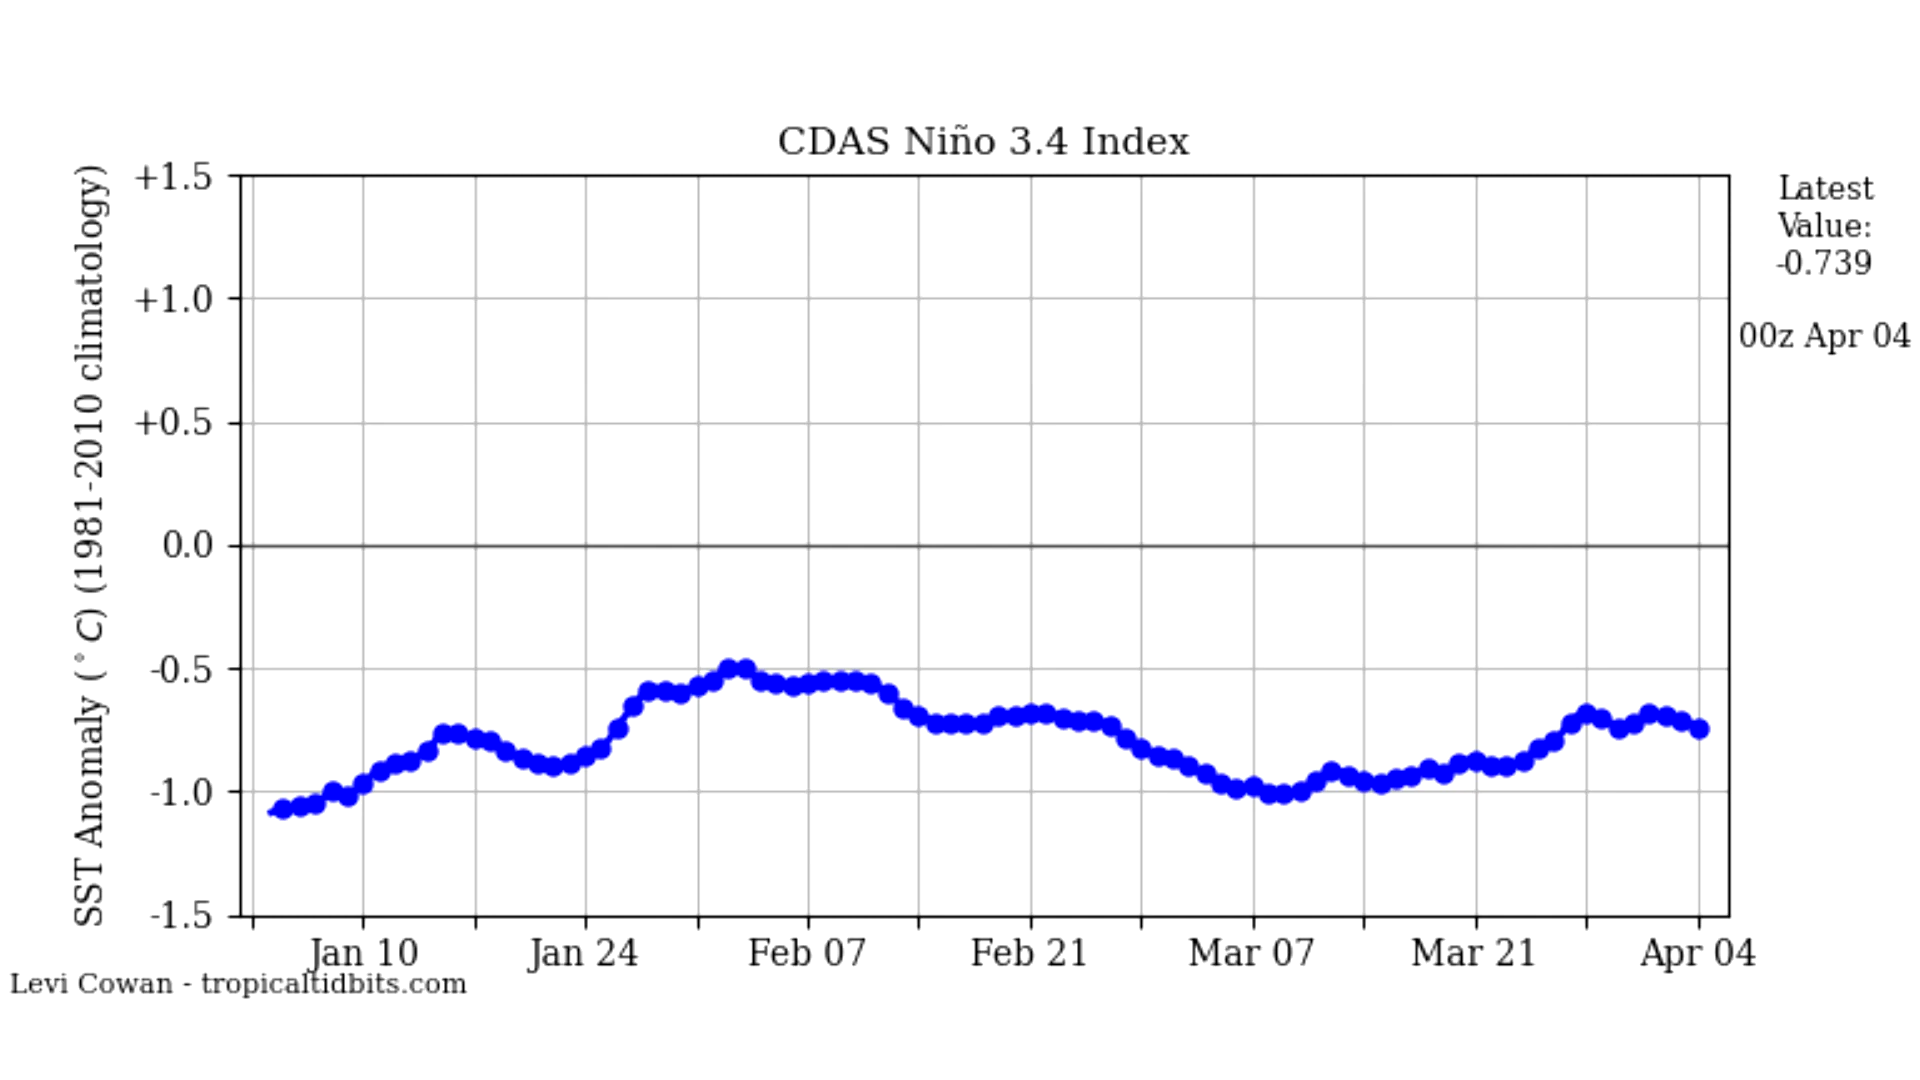 CDAS Niño 3.4 Index
SST Anomaly (°C) (1981-2010 climatology)
+1.5
+1.0
+0.5
0.0
-0.5
-1.0
-1.5
Jan 10
Jan 24
Feb 07
Feb 21
Mar 07
Mar 21
Apr 04
Latest
Value:
-0.739
00z Apr 04
Levi Cowan - tropicaltidbits.com